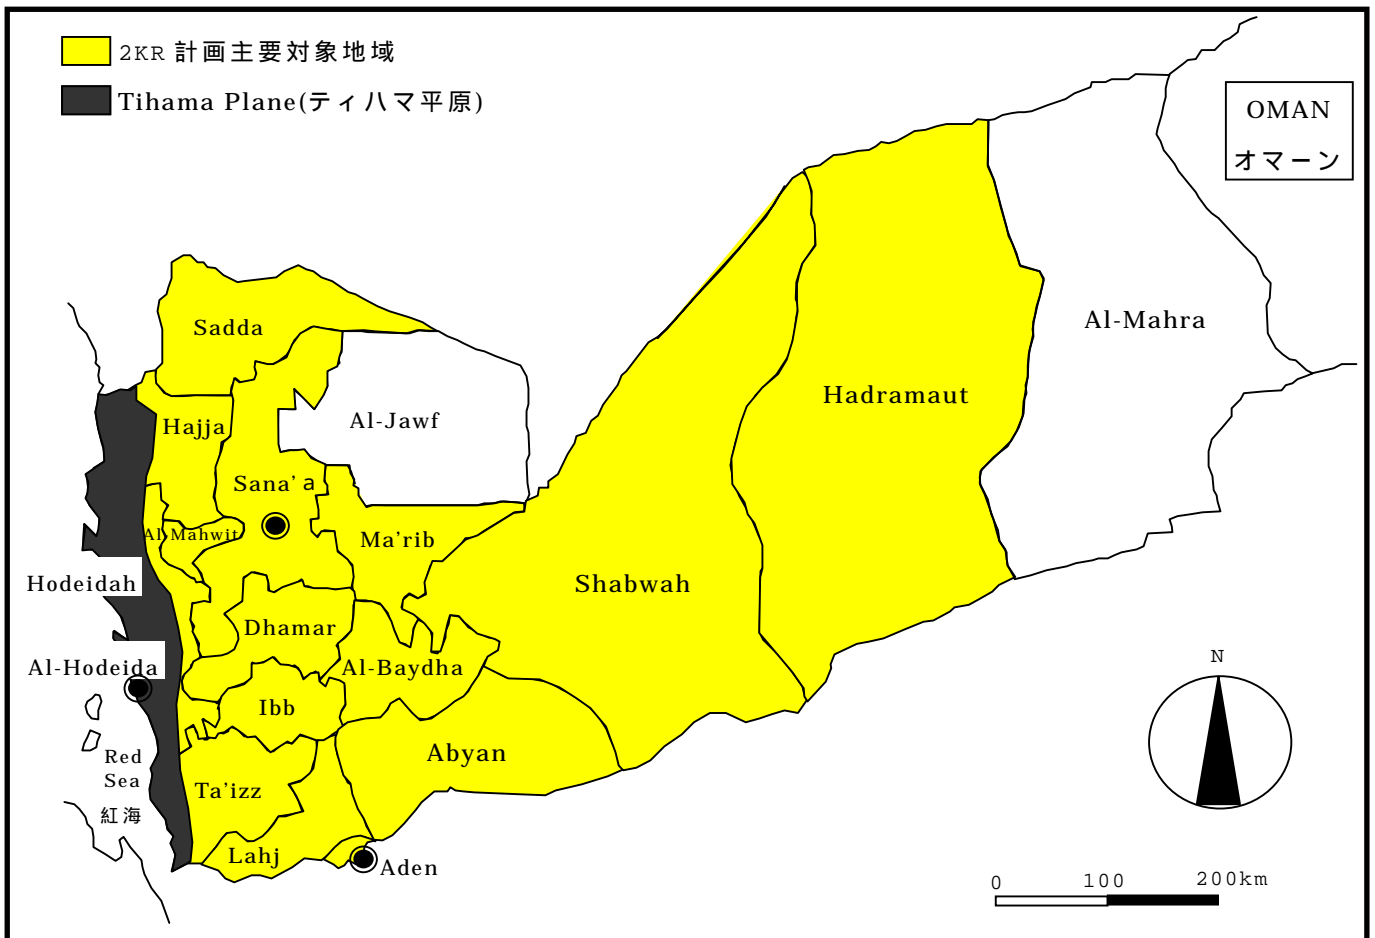 2KR 計画主要対象地域
Tihama Plane(ティハマ平原)
OMAN
オマーン
Sadda
Al-Mahra
Hadramaut
Hajja
Al-Jawf
Sana’a
Al Mahwit
Ma’rib
Hodeidah
Shabwah
Dhamar
Al-Hodeida
Al-Baydha
N
Ibb
Red
Sea
紅海
Abyan
Ta’izz
Lahj
Aden
0 100 200km